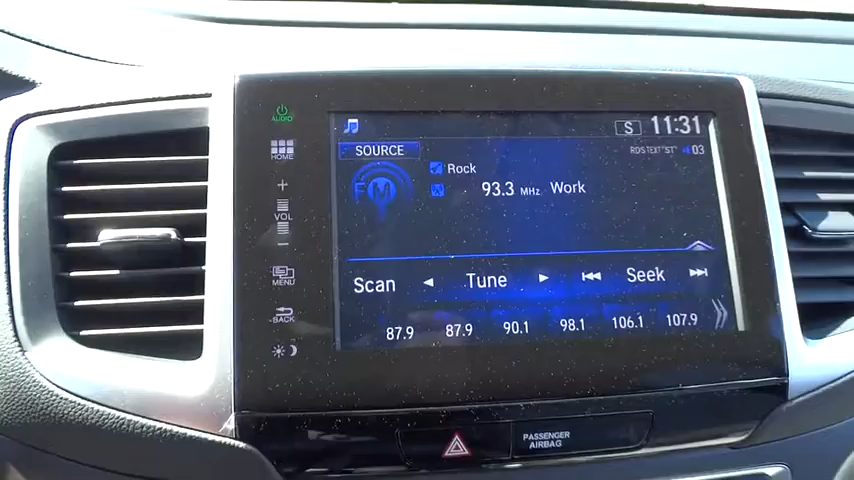 AUDIO
HOME
+
VOL
−
MENU
BACK
S 11:31
SOURCE
RDS TEXT "ST" 03
FM
Rock
93.3 MHz Work
Scan ◄ Tune ► |◄◄ Seek ►►|
87.9 87.9 90.1 98.1 106.1 107.9
PASSENGER
AIRBAG